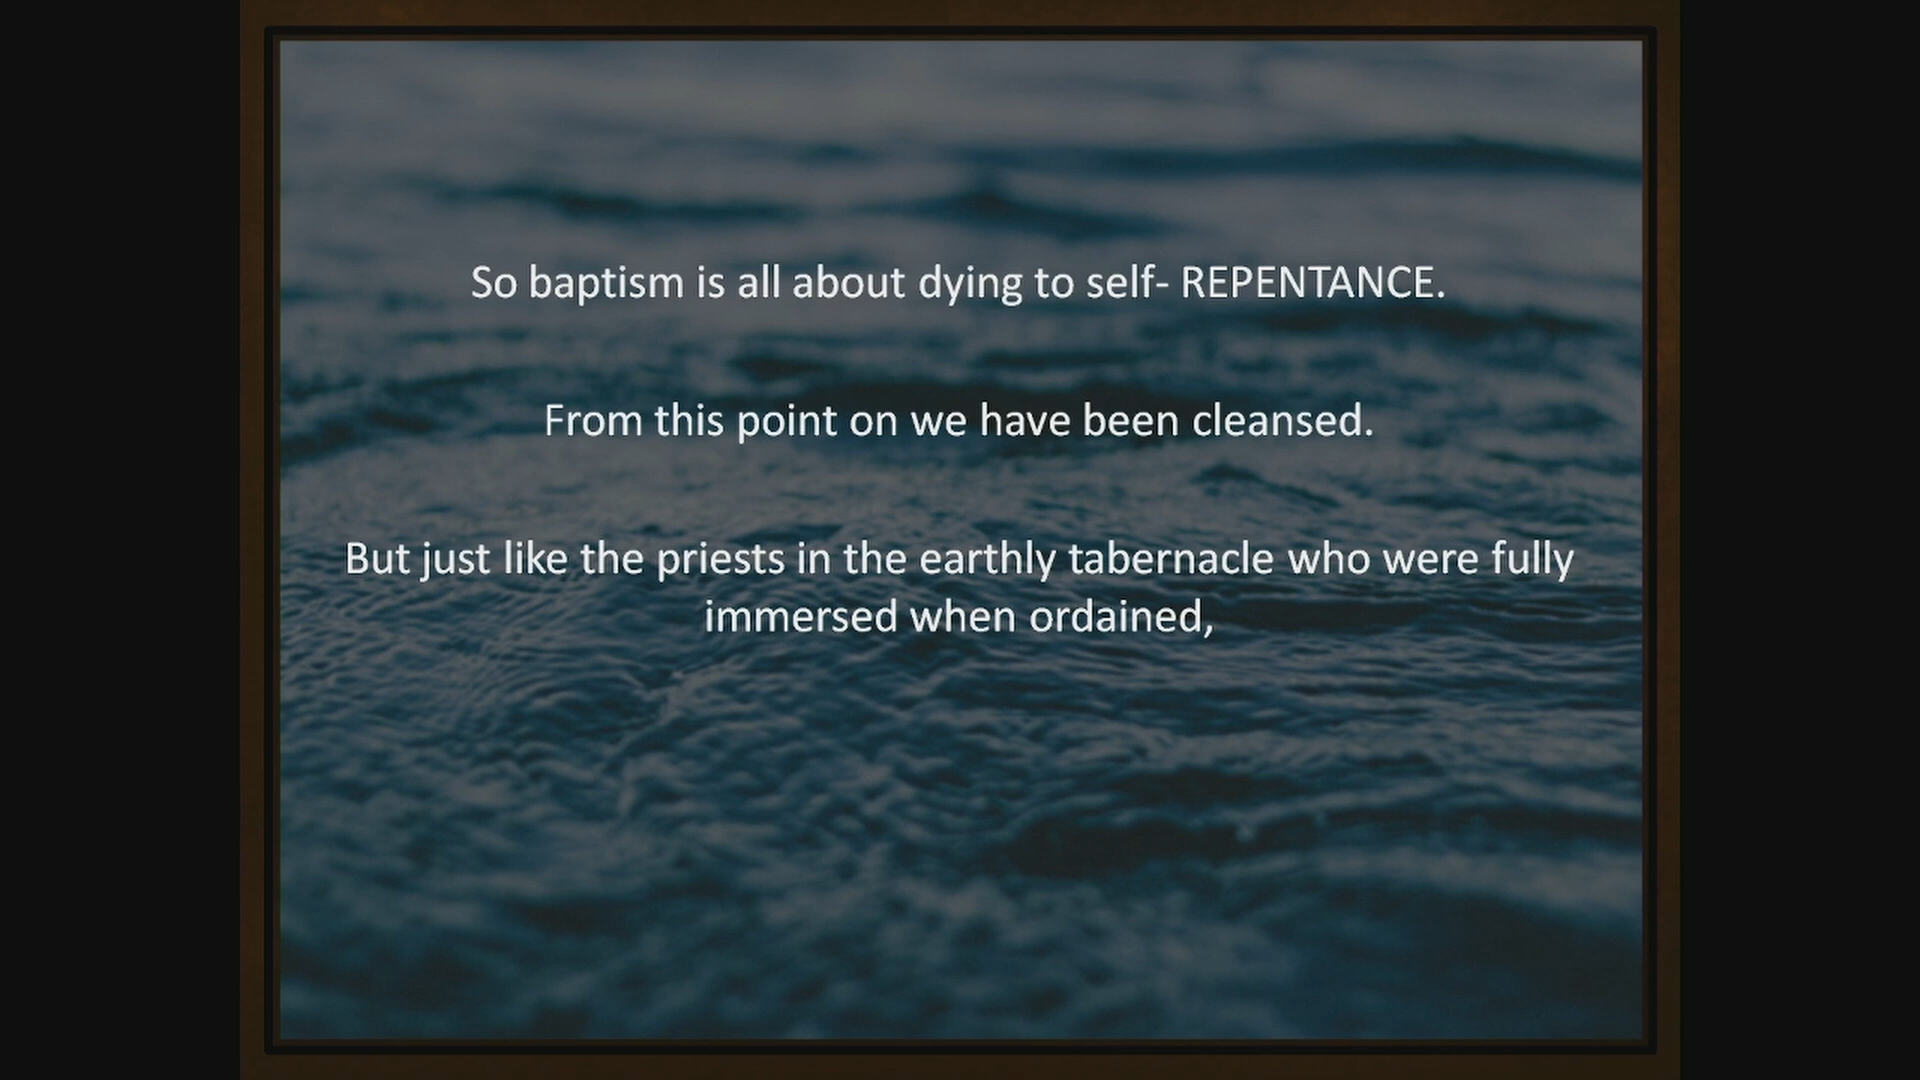 So baptism is all about dying to self- REPENTANCE.
From this point on we have been cleansed.
But just like the priests in the earthly tabernacle who were fully
immersed when ordained,